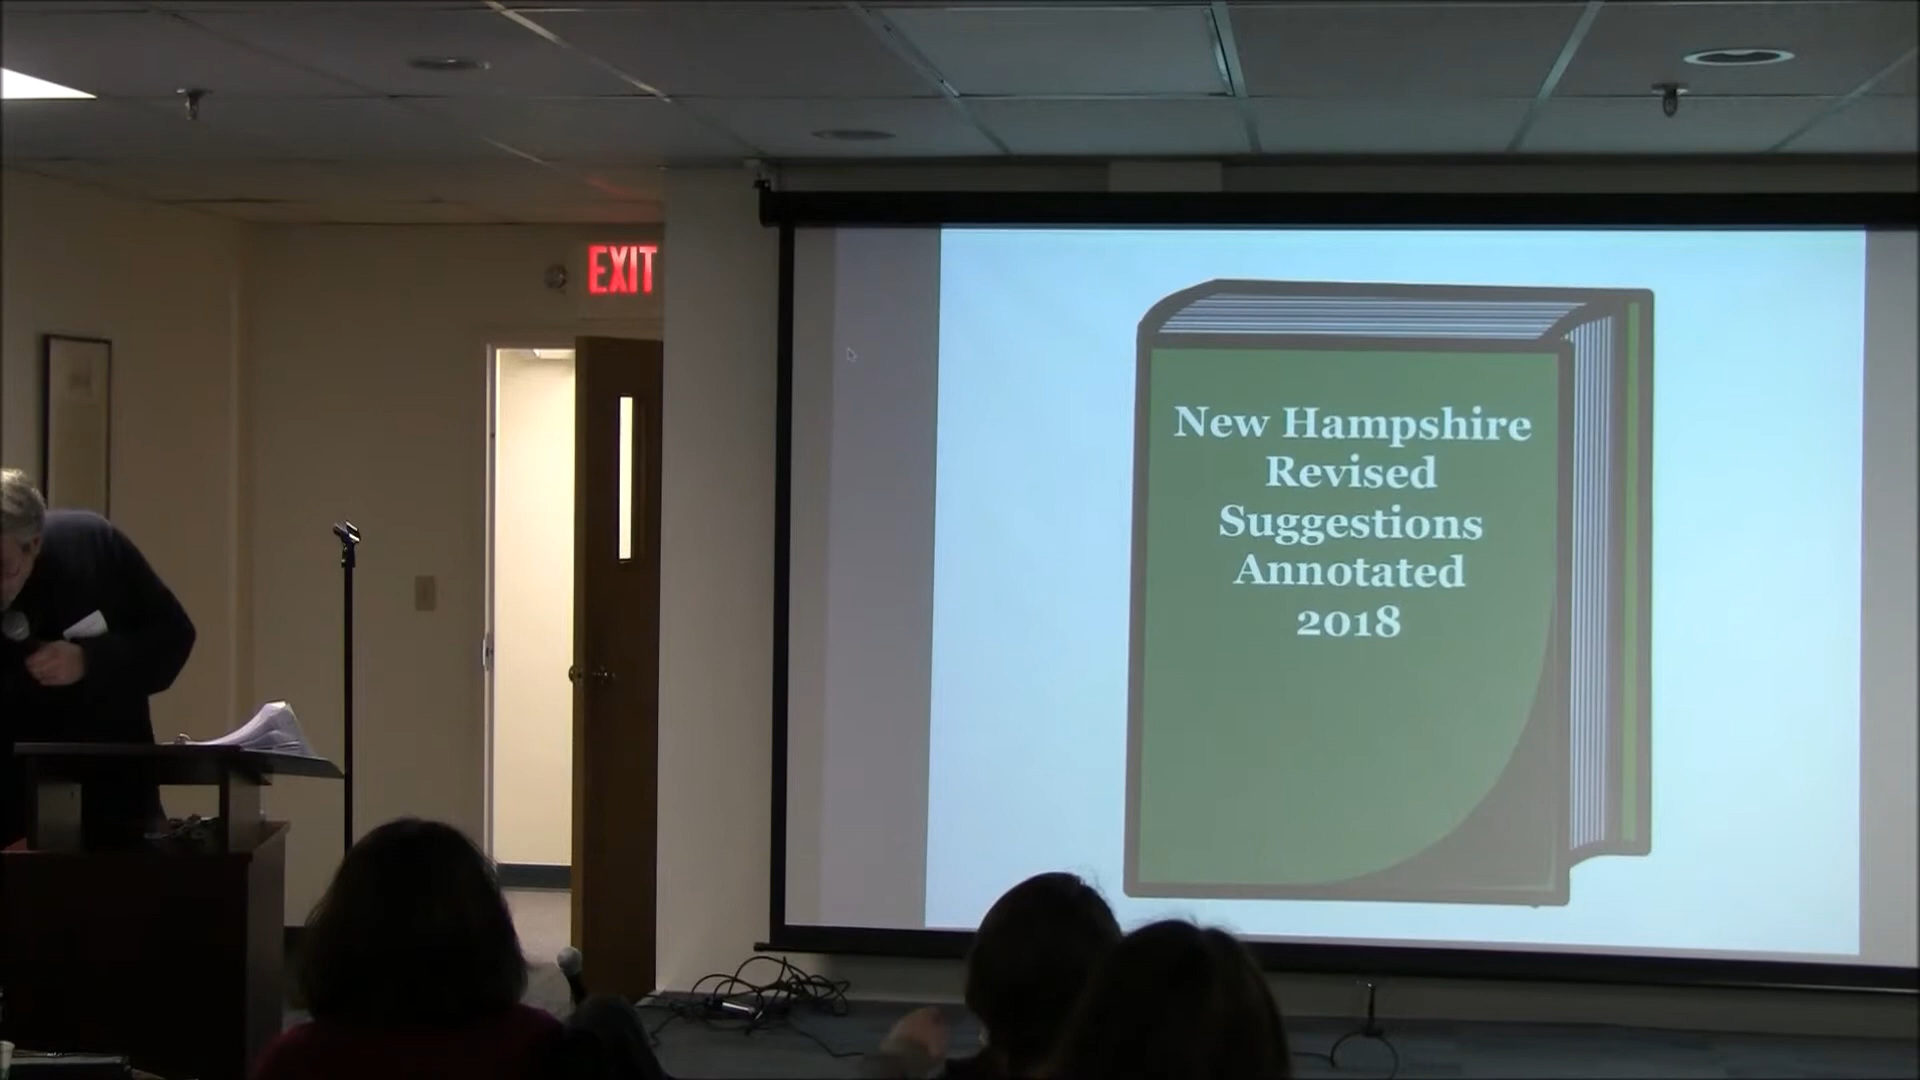 EXIT
New Hampshire
Revised
Suggestions
Annotated
2018